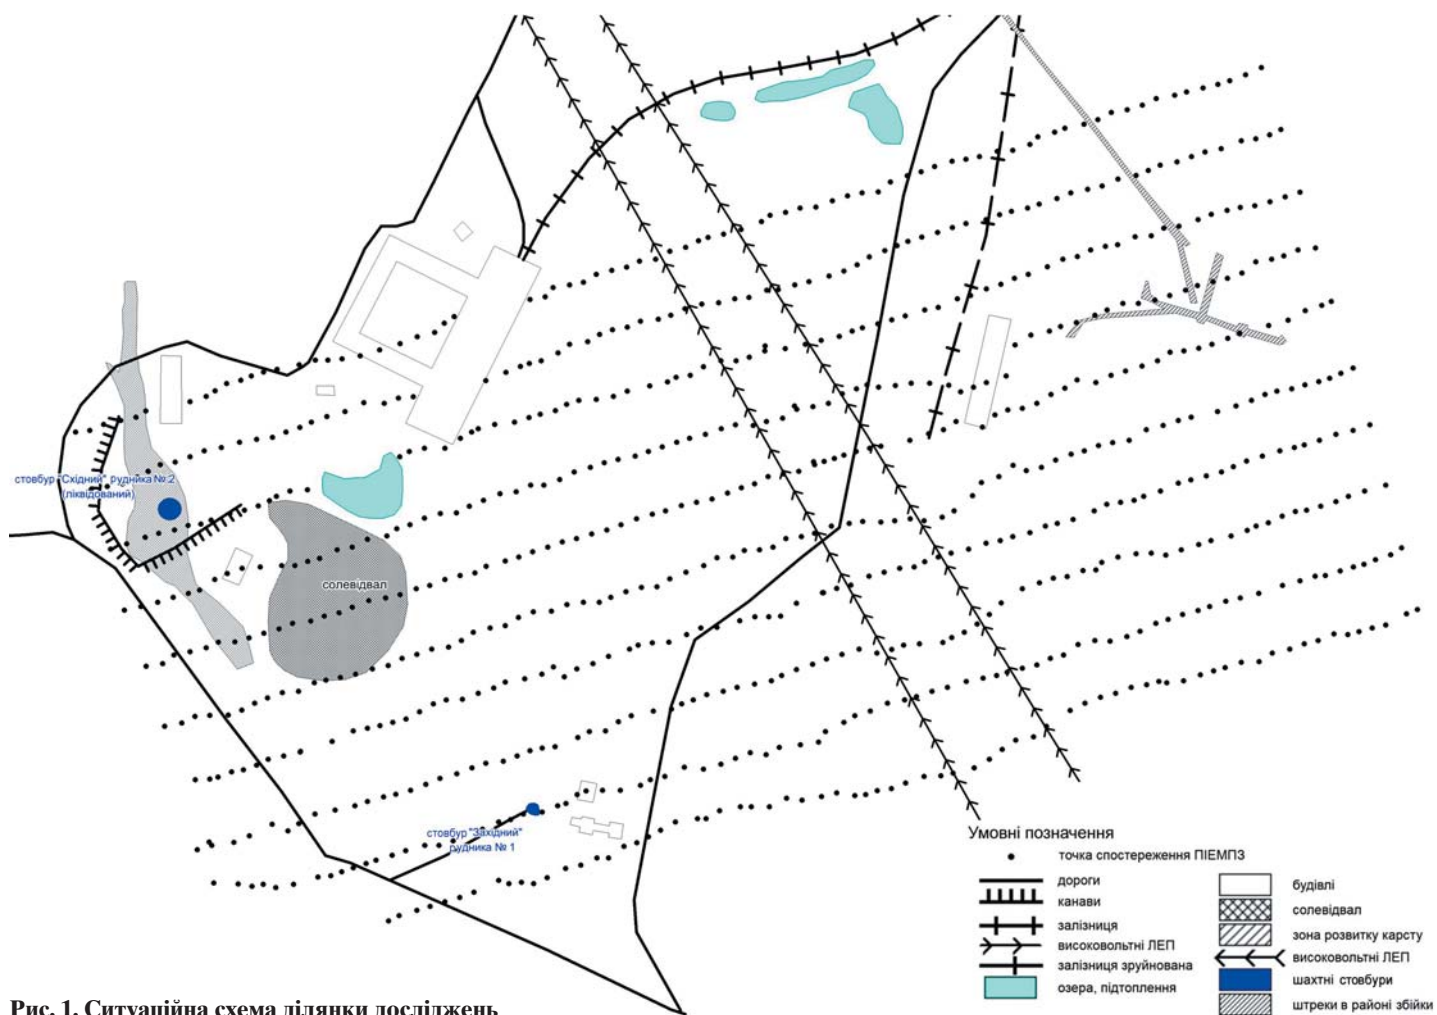 стовбур "Східний" рудника № 2
(ліквідований)
солевідвал
стовбур "Західний"
рудника № 1
Умовні позначення
точка спостереження ПІЕМПЗ
дороги
канави
залізниця
високовольтні ЛЕП
залізниця зруйнована
озера, підтоплення
будівлі
солевідвал
зона розвитку карсту
високовольтні ЛЕП
шахтні стовбури
штреки в районі збійки
Рис. 1. Ситуаційна схема ділянки досліджень